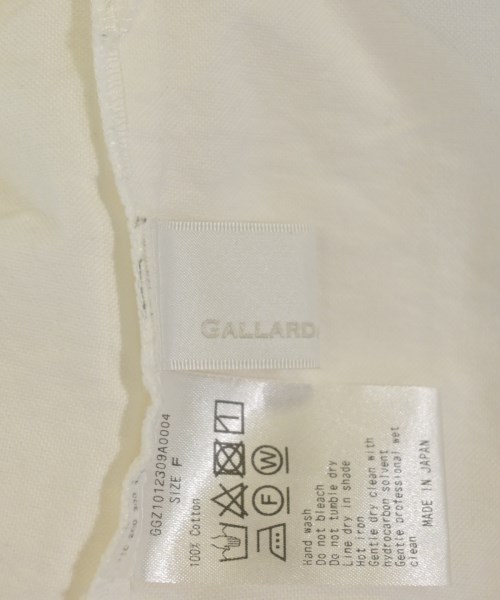 GALLARD
GGZ1012309A0004
SIZE F
100% Cotton
F W
Hand wash
Do not bleach
Do not tumble dry
Line dry in shade
Hot iron
Gentle dry clean with
hydrocarbon solvent
Gentle professional wet
clean
MADE IN JAPAN